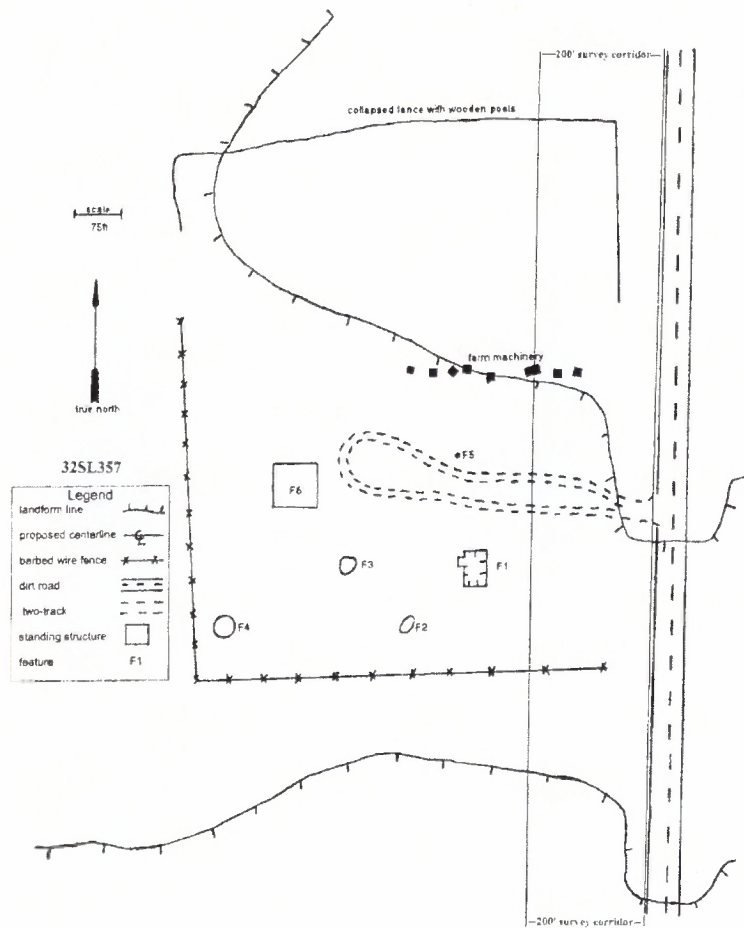 200' survey corridor
collapsed fence with wooden posts
scale
75ft
true north
farm machinery
F5
F6
F3
F1
F4
F2
32SL357
Legend
landform line
proposed centerline
barbed wire fence
dirt road
two-track
standing structure
feature F1
200' survey corridor